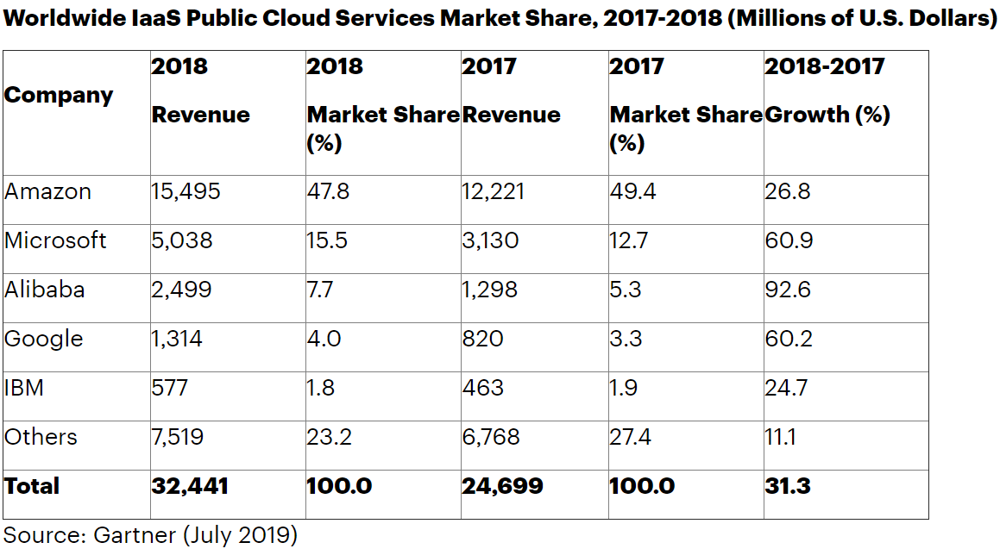 Worldwide IaaS Public Cloud Services Market Share, 2017-2018 (Millions of U.S. Dollars)
Company 2018 Revenue 2018 Market Share (%) 2017 Revenue 2017 Market Share (%) 2018-2017 Growth (%)
Amazon 15,495 47.8 12,221 49.4 26.8
Microsoft 5,038 15.5 3,130 12.7 60.9
Alibaba 2,499 7.7 1,298 5.3 92.6
Google 1,314 4.0 820 3.3 60.2
IBM 577 1.8 463 1.9 24.7
Others 7,519 23.2 6,768 27.4 11.1
Total 32,441 100.0 24,699 100.0 31.3
Source: Gartner (July 2019)